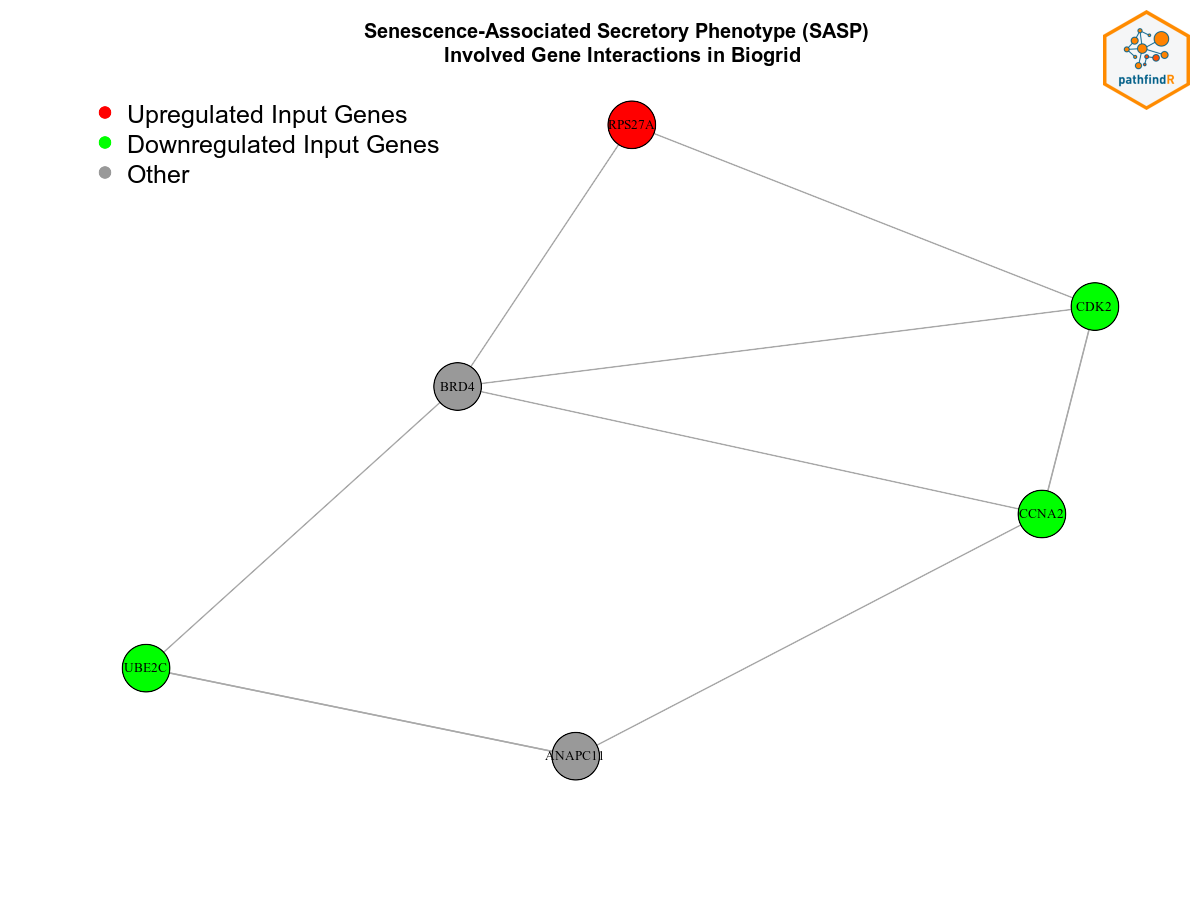 Senescence-Associated Secretory Phenotype (SASP)
Involved Gene Interactions in Biogrid
pathfindR
Upregulated Input Genes
Downregulated Input Genes
Other
RPS27A
CDK2
BRD4
CCNA2
UBE2C
ANAPC11